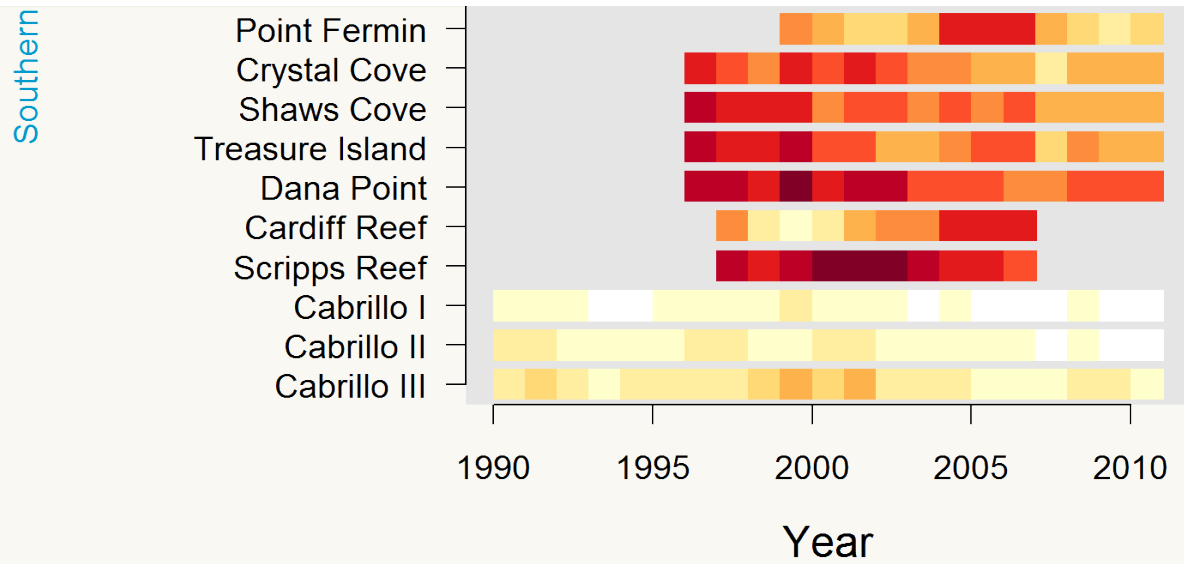 Southern
Point Fermin
Crystal Cove
Shaws Cove
Treasure Island
Dana Point
Cardiff Reef
Scripps Reef
Cabrillo I
Cabrillo II
Cabrillo III
1990 1995 2000 2005 2010
Year